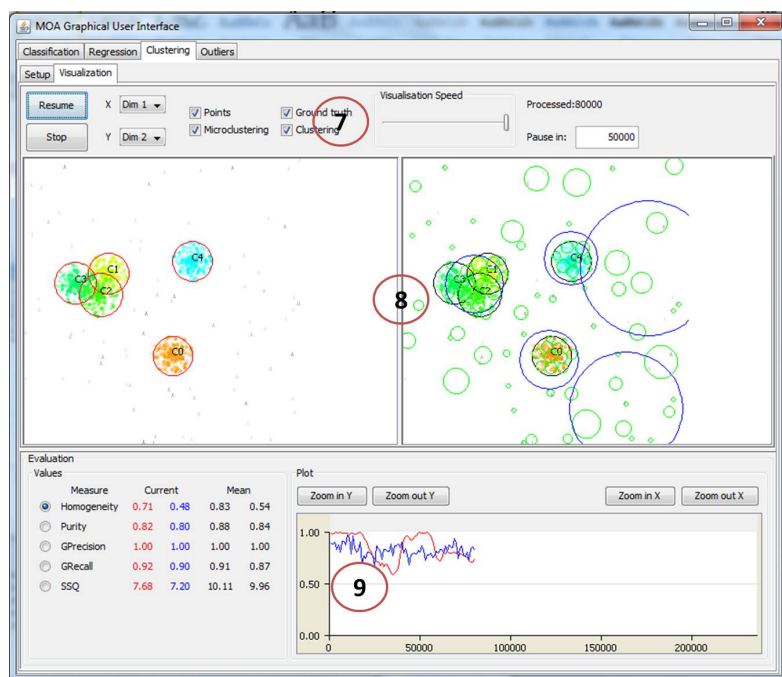 MOA Graphical User Interface
Classification Regression Clustering Outliers
Setup Visualization
Resume X Dim 1 Points Ground truth Visualisation Speed Processed:80000
Stop Y Dim 2 Microclustering Clustering Pause in: 50000
7
C3 C1 C2 C4 C0
C3 C1 C2 C4 C0
8
Evaluation
Values
Measure Current Mean
Homogeneity 0.71 0.48 0.83 0.54
Purity 0.82 0.80 0.88 0.84
GPrecision 1.00 1.00 1.00 1.00
GRecall 0.92 0.90 0.91 0.87
SSQ 7.68 7.20 10.11 9.96
Plot
Zoom in Y Zoom out Y Zoom in X Zoom out X
1.00
0.50
9
0.00
0 50000 100000 150000 200000